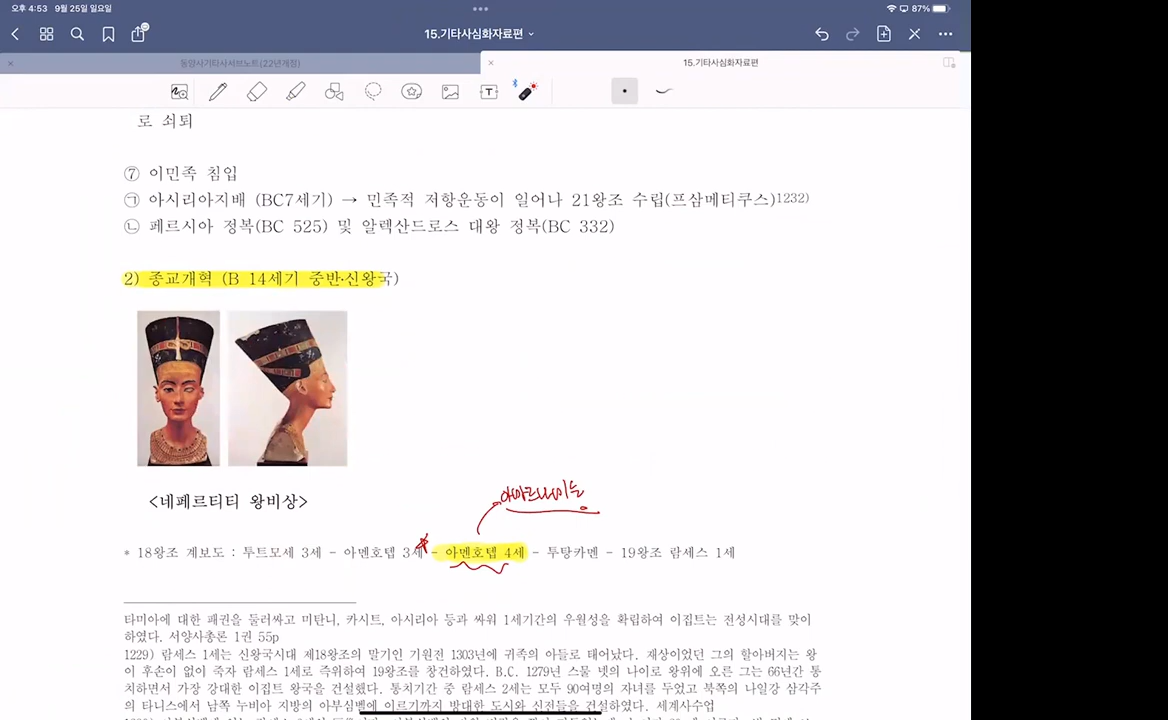 오후 4:53 9월 25일 일요일
87%
15.기타사심화자료편
동양사기타사서브노트(22년개정)
15.기타사심화자료편
로 쇠퇴
⑦ 이민족 침입
㉠ 아시리아지배 (BC7세기) → 민족적 저항운동이 일어나 21왕조 수립(프삼메티쿠스)1232)
㉡ 페르시아 정복(BC 525) 및 알렉산드로스 대왕 정복(BC 332)
2) 종교개혁 (B 14세기 중반·신왕국)
<네페르티티 왕비상>
* 18왕조 계보도 : 투트모세 3세 - 아멘호텝 3세 - 아멘호텝 4세 - 투탕카멘 - 19왕조 람세스 1세
타미아에 대한 패권을 둘러싸고 미탄니, 카시트, 아시리아 등과 싸워 1세기간의 우월성을 확립하여 이집트는 전성시대를 맞이
하였다. 서양사총론 1권 55p
1229) 람세스 1세는 신왕국시대 제18왕조의 말기인 기원전 1303년에 귀족의 아들로 태어났다. 재상이었던 그의 할아버지는 왕
이 후손이 없이 죽자 람세스 1세로 즉위하여 19왕조를 창건하였다. B.C. 1279년 스물 넷의 나이로 왕위에 오른 그는 66년간 통
치하면서 가장 강대한 이집트 왕국을 건설했다. 통치기간 중 람세스 2세는 모두 90여명의 자녀를 두었고 북쪽의 나일강 삼각주
의 타니스에서 남쪽 누비아 지방의 아부심벨에 이르기까지 방대한 도시와 신전들을 건설하였다. 세계사수업